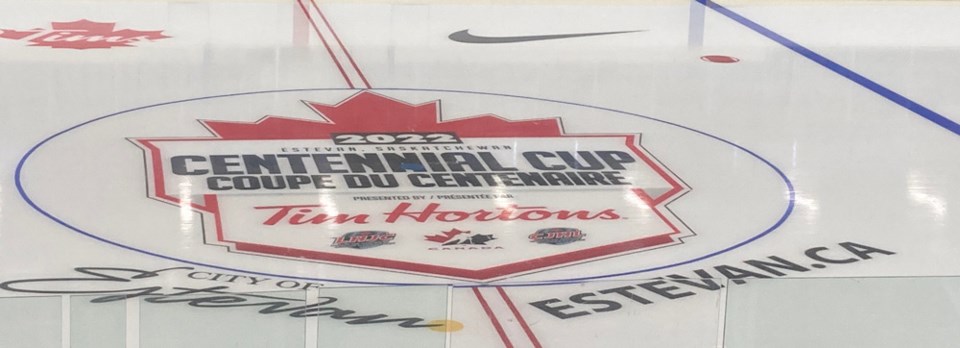 Tim
2022
ESTEVAN, SASKATCHEWAN
CENTENNIAL CUP
COUPE DU CENTENAIRE
PRESENTED BY / PRÉSENTÉE PAR
Tim Hortons
CANADA
CJHL
CITY OF
Estevan
ESTEVAN.CA